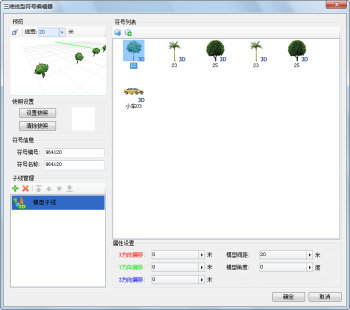 三维线型符号编辑器
预览
线宽: 20 米
快照设置
设置快照
清除快照
符号信息
符号编号: 964120
符号名称: 964120
子线管理
模型子线
符号列表
3D 3D 3D 3D 3D
20 23 25 23 25
3D
小车03
属性设置
X方向偏移: 0 米 模型间距: 20 米
Y方向偏移: 0 米 模型角度: 0 度
Z方向偏移: 0 米
确定 取消